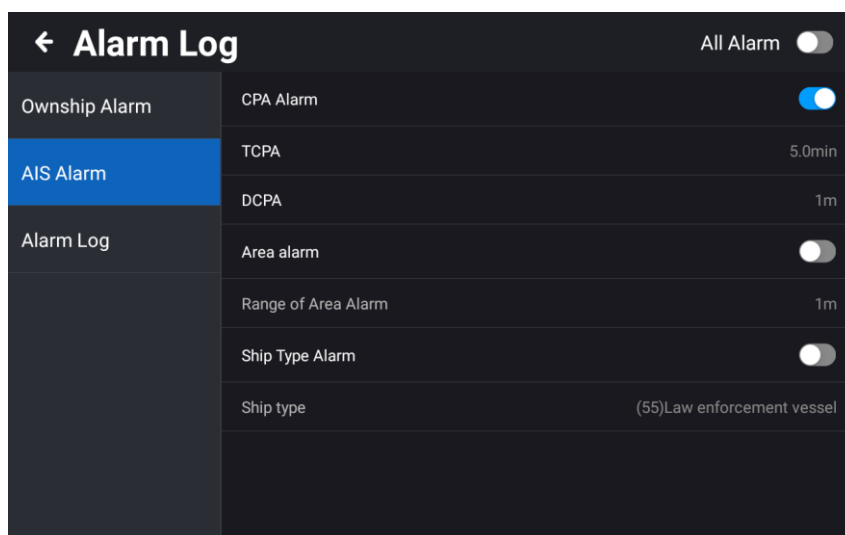 Alarm Log
All Alarm
Ownship Alarm
AIS Alarm
Alarm Log
CPA Alarm
TCPA 5.0min
DCPA 1m
Area alarm
Range of Area Alarm 1m
Ship Type Alarm
Ship type (55)Law enforcement vessel